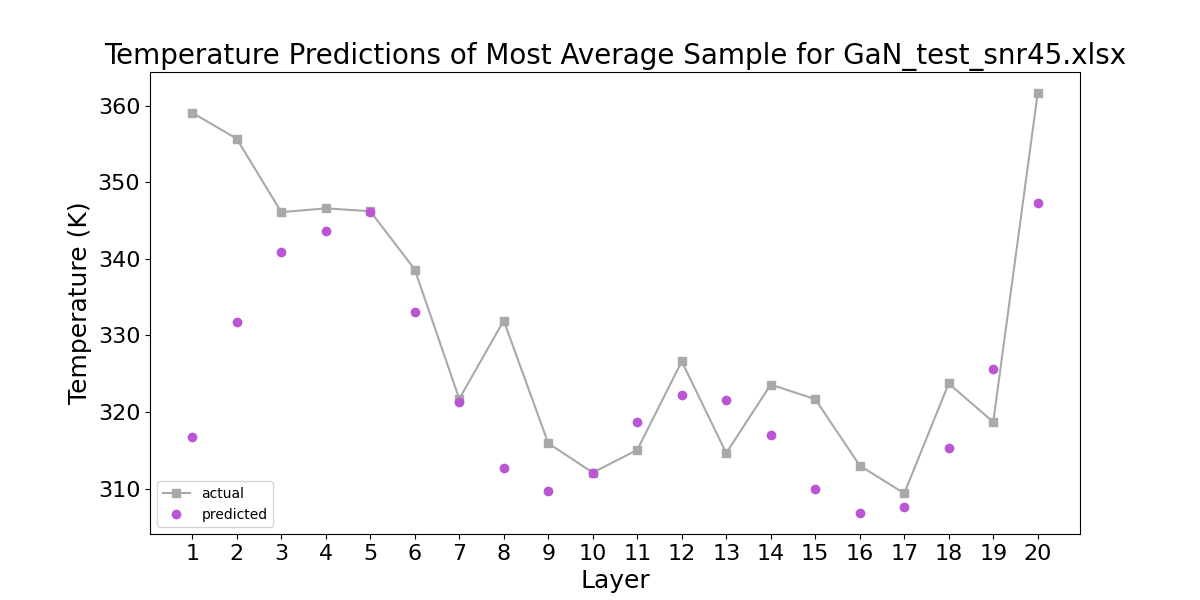 Temperature Predictions of Most Average Sample for GaN_test_snr45.xlsx
360
350
340
330
320
310
Temperature (K)
actual
predicted
1 2 3 4 5 6 7 8 9 10 11 12 13 14 15 16 17 18 19 20
Layer